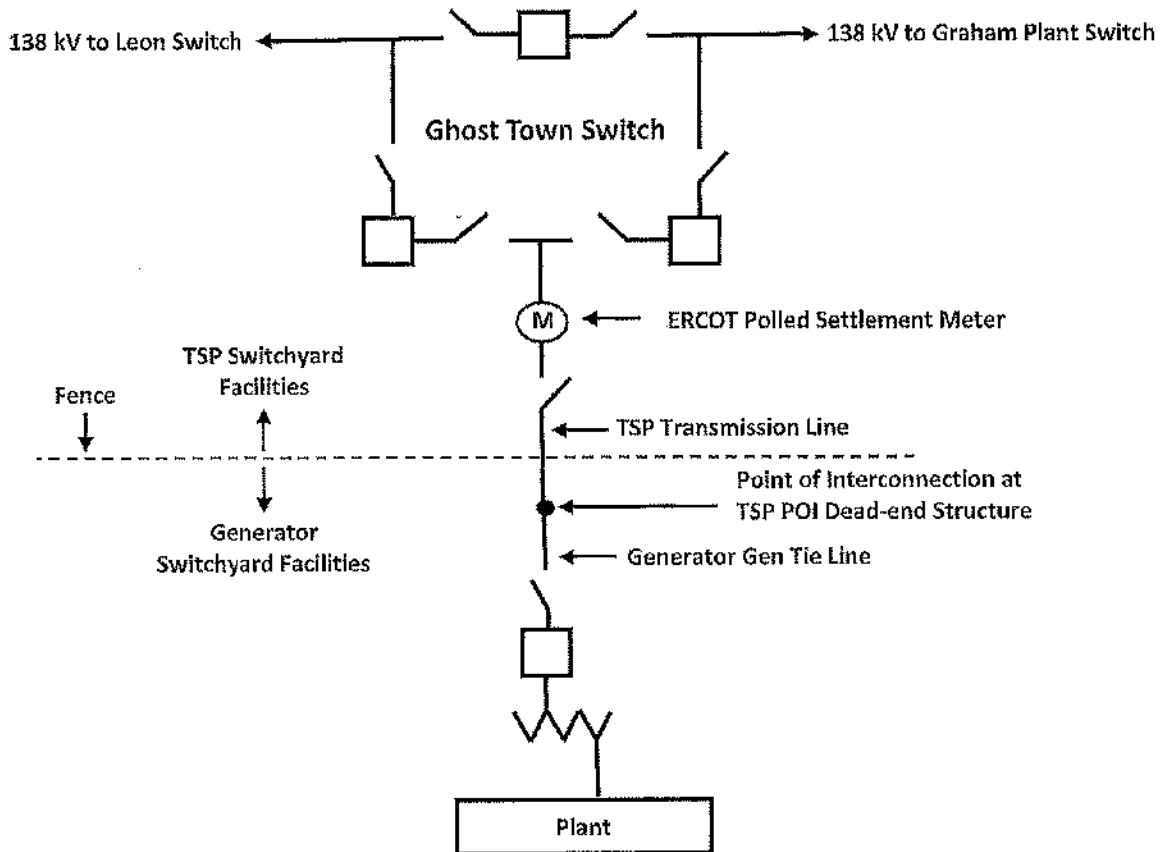 138 kV to Leon Switch
138 kV to Graham Plant Switch
Ghost Town Switch
M
ERCOT Polled Settlement Meter
TSP Switchyard
Facilities
Fence
TSP Transmission Line
Point of Interconnection at
TSP POI Dead-end Structure
Generator
Switchyard Facilities
Generator Gen Tie Line
Plant